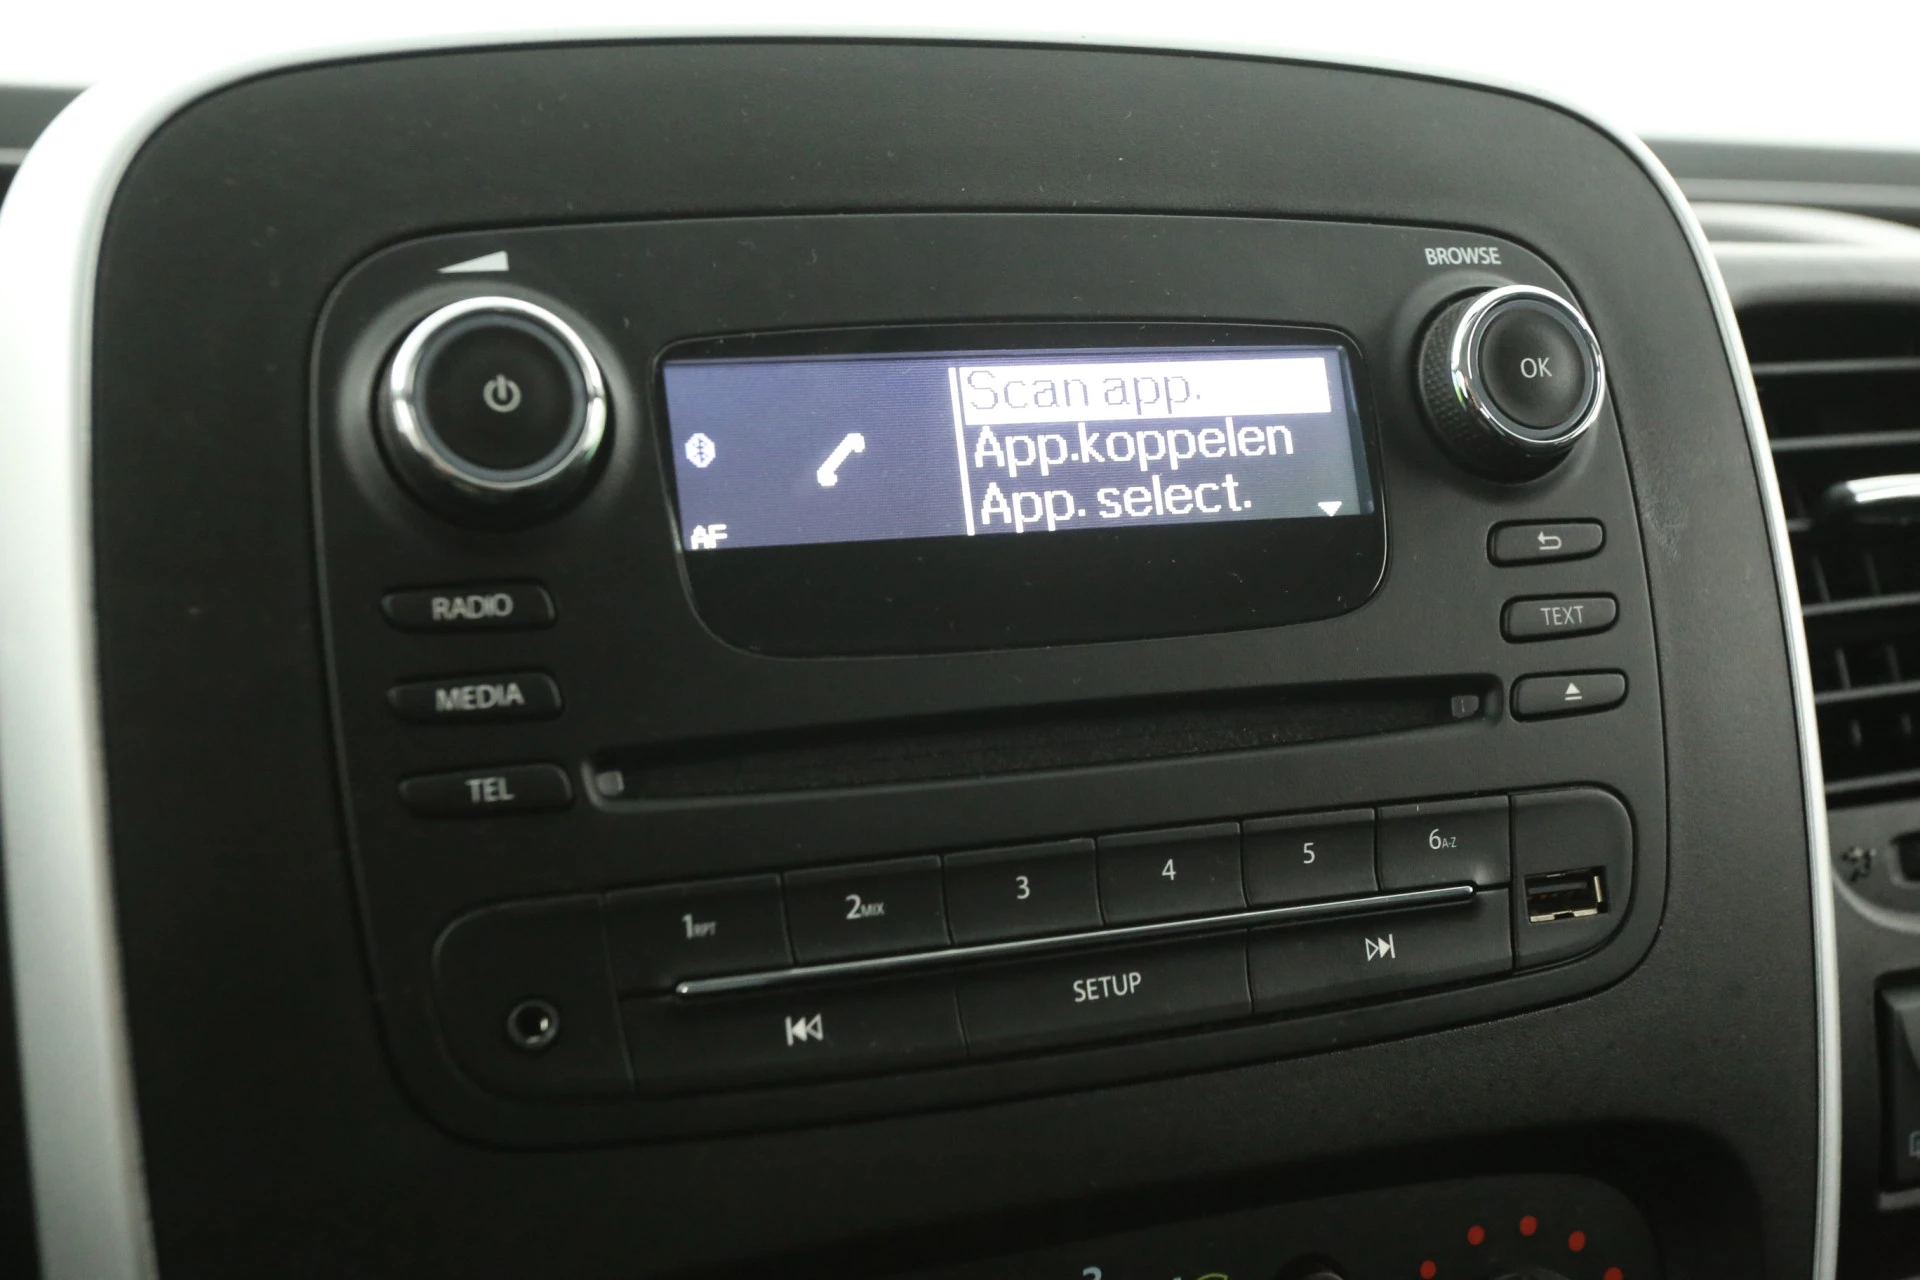 BROWSE
OK
Scan app.
App.koppelen
App. select.
AF
RADIO
MEDIA
TEL
TEXT
1RPT
2MIX
3
4
5
6A-Z
SETUP